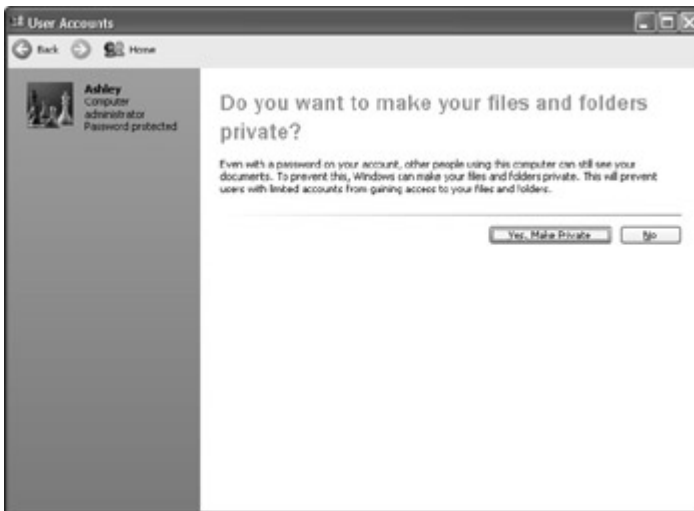 User Accounts
Back Home
Ashley
Computer
administrator
Password protected
Do you want to make your files and folders
private?
Even with a password on your account, other people using this computer can still see your
documents. To prevent this, Windows can make your files and folders private. This will prevent
users with limited accounts from gaining access to your files and folders.
Yes, Make Private No